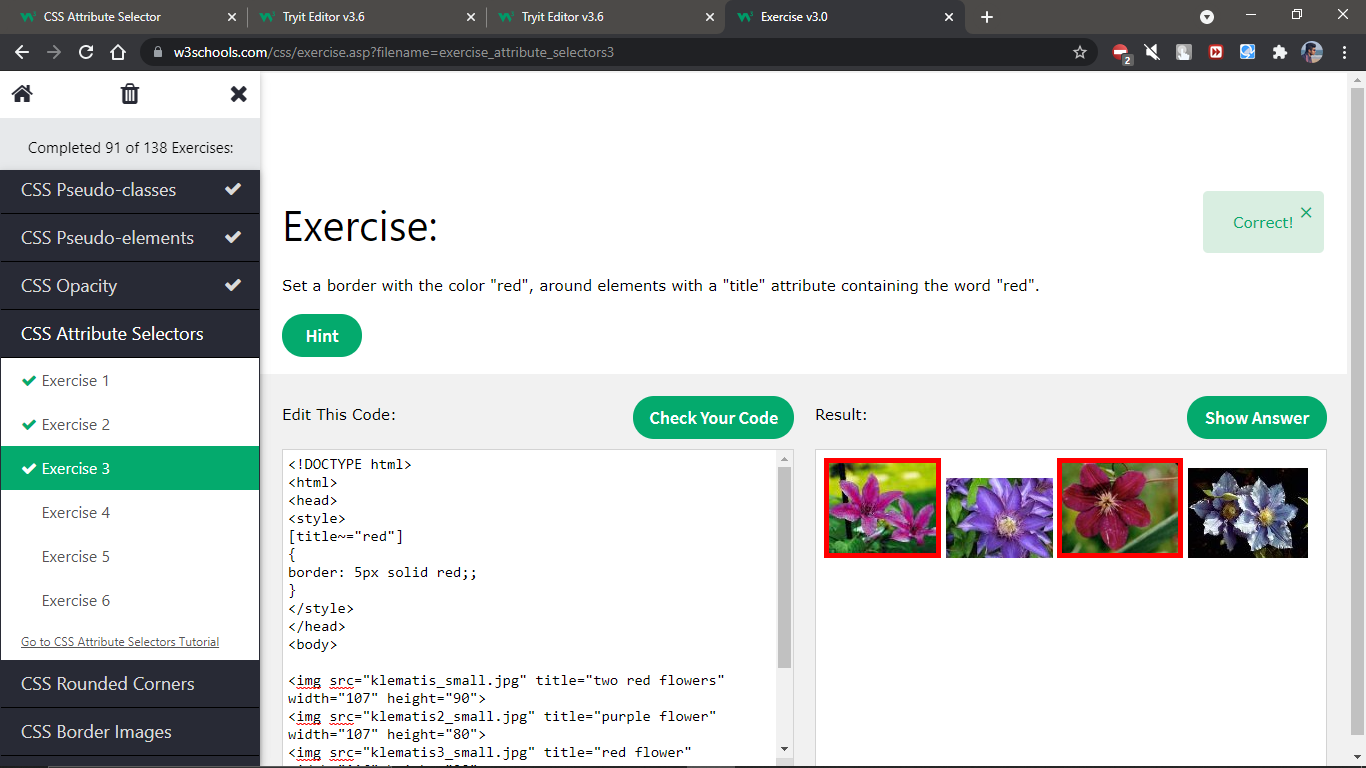 CSS Attribute Selector
Tryit Editor v3.6
Tryit Editor v3.6
Exercise v3.0
w3schools.com/css/exercise.asp?filename=exercise_attribute_selectors3
2
Completed 91 of 138 Exercises:
CSS Pseudo-classes
CSS Pseudo-elements
CSS Opacity
CSS Attribute Selectors
Exercise 1
Exercise 2
Exercise 3
Exercise 4
Exercise 5
Exercise 6
Go to CSS Attribute Selectors Tutorial
CSS Rounded Corners
CSS Border Images
Exercise:
Correct!
Set a border with the color "red", around elements with a "title" attribute containing the word "red".
Hint
Edit This Code:
Check Your Code
<!DOCTYPE html>
<html>
<head>
<style>
[title~="red"]
{
border: 5px solid red;;
}
</style>
</head>
<body>
<img src="klematis_small.jpg" title="two red flowers"
width="107" height="90">
<img src="klematis2_small.jpg" title="purple flower"
width="107" height="80">
<img src="klematis3_small.jpg" title="red flower"
Result:
Show Answer